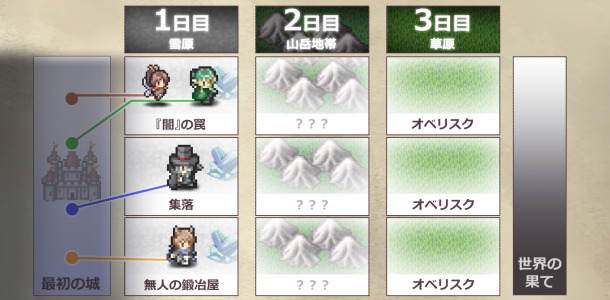 1日目
雪原
2日目
山岳地帯
3日目
草原
『闇』の罠
？？？
オベリスク
集落
？？？
オベリスク
最初の城
無人の鍛冶屋
？？？
オベリスク
世界の
果て